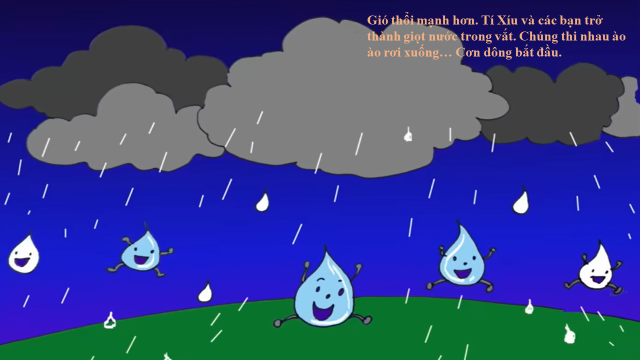 Gió thổi mạnh hơn. Tí Xíu và các bạn trở
thành giọt nước trong vắt. Chúng thi nhau ào
ào rơi xuống… Cơn dông bắt đầu.